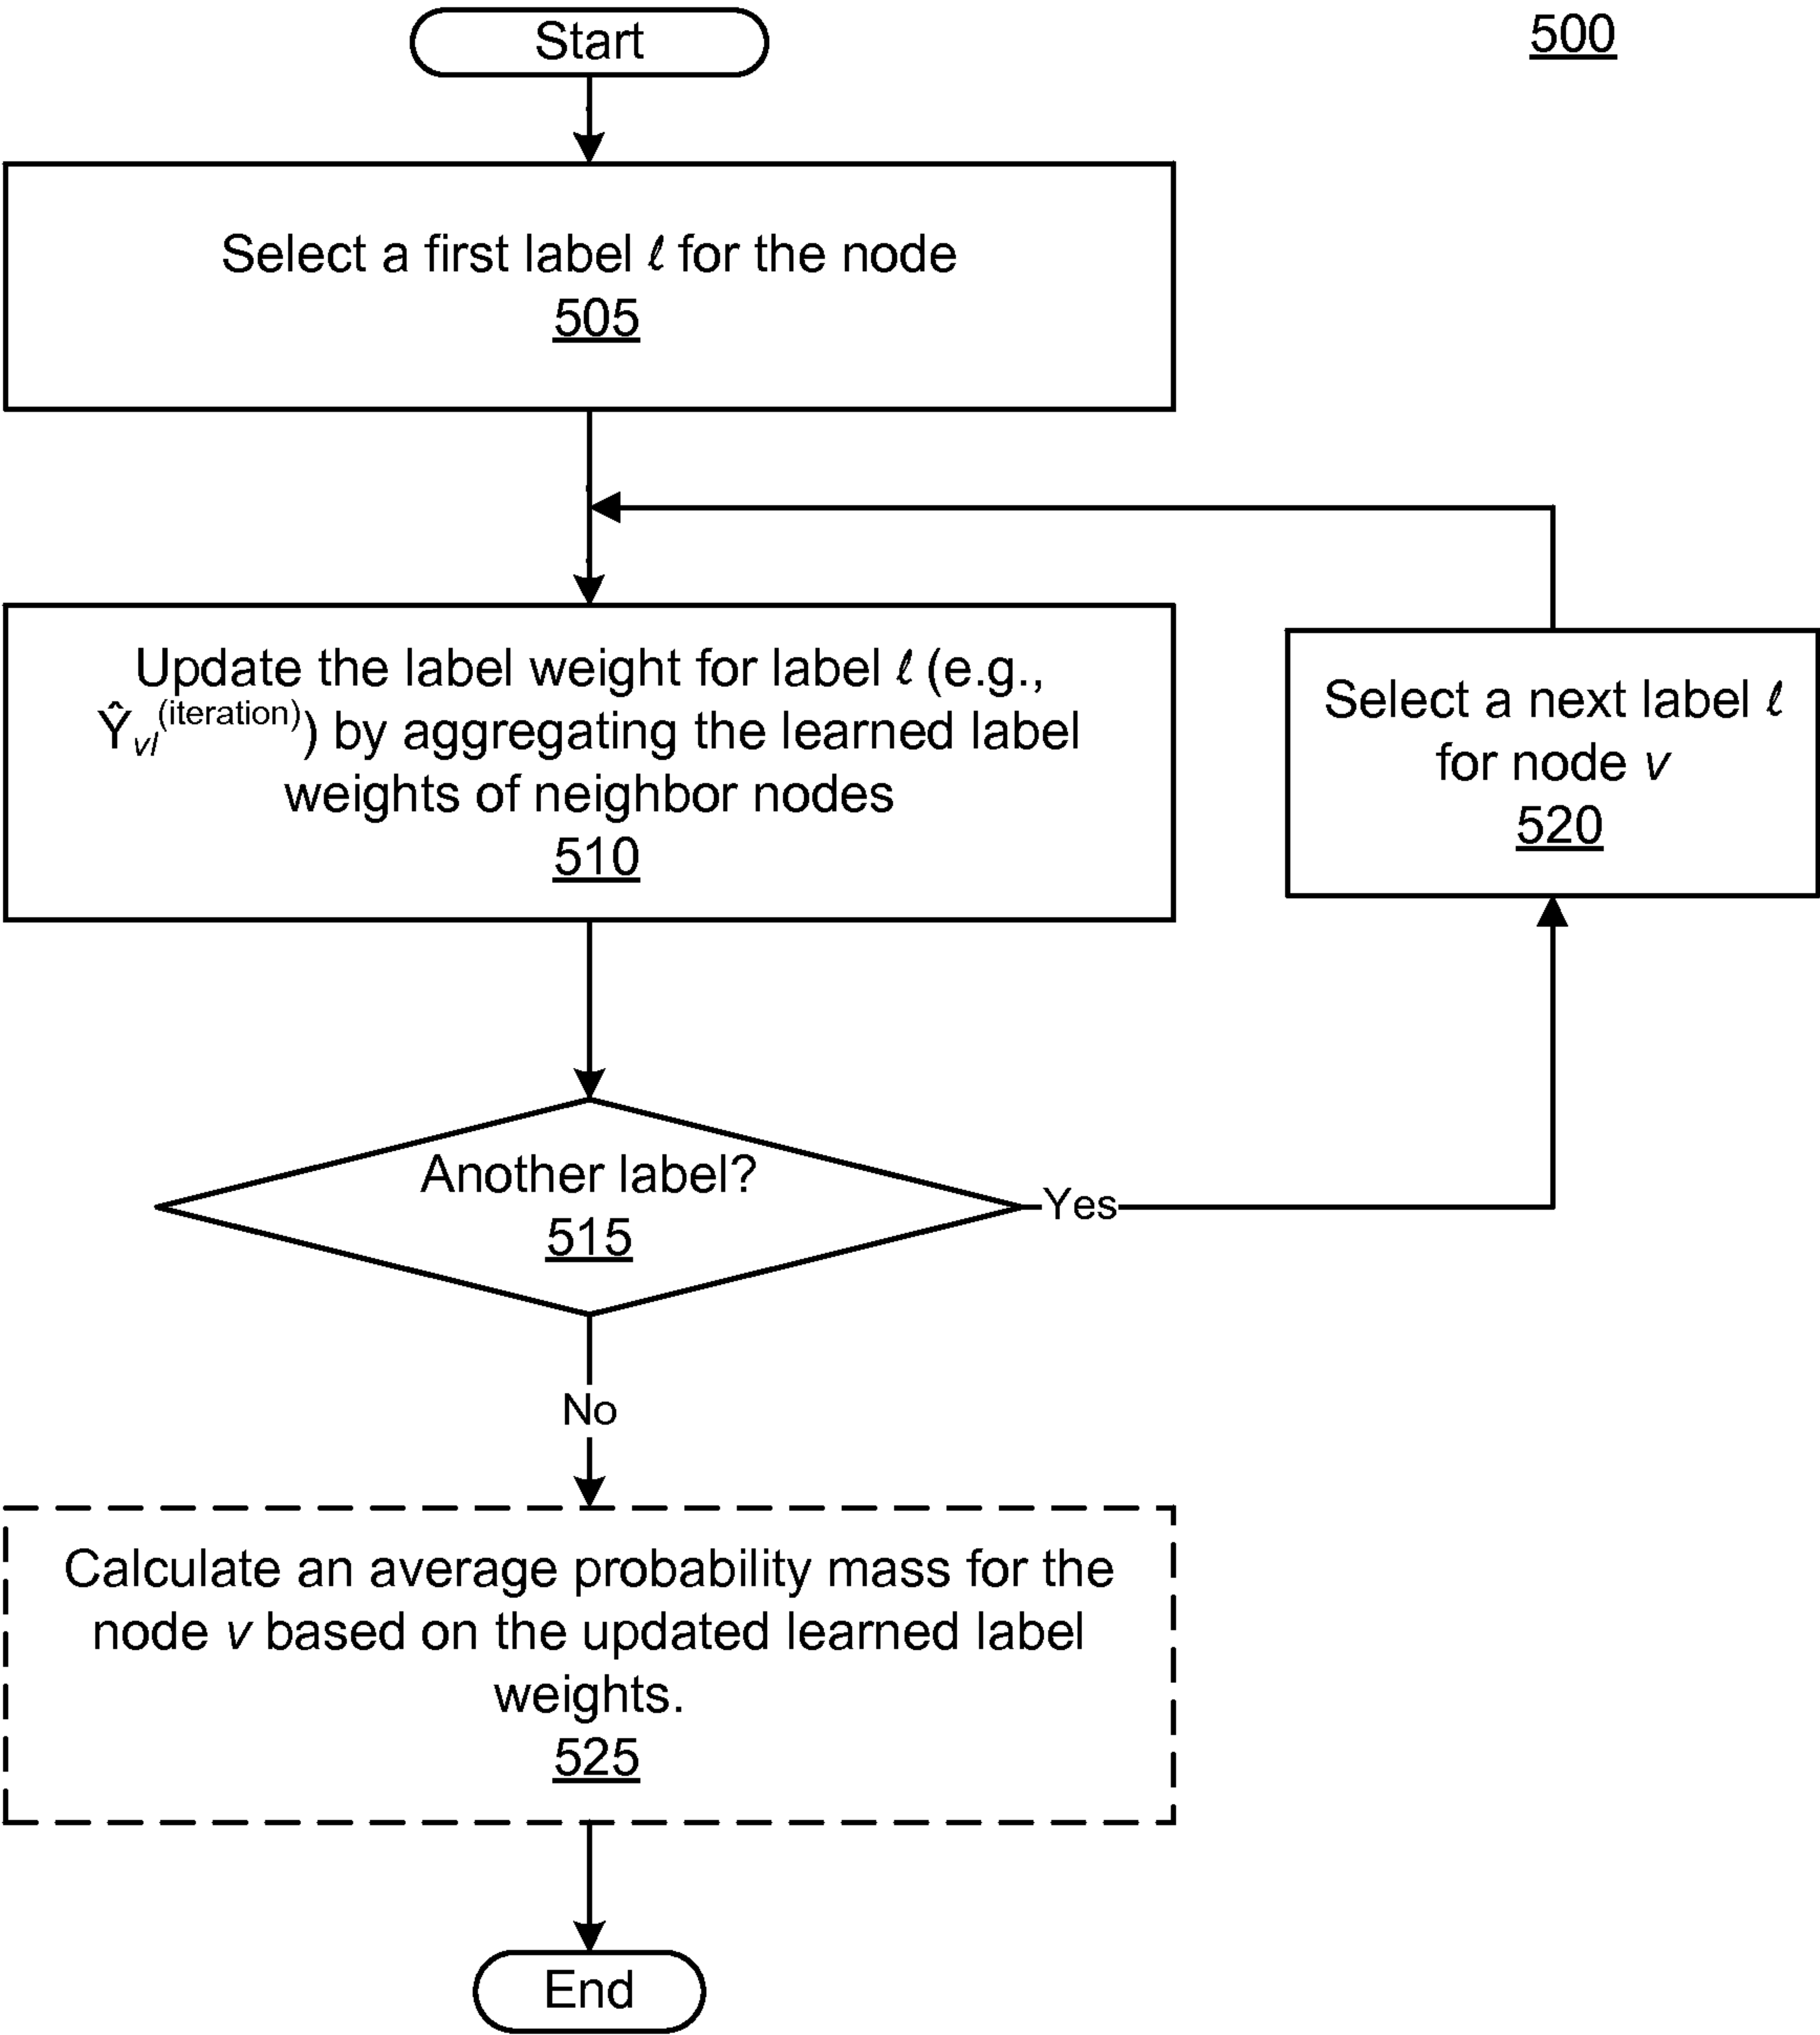 500
Start
Select a first label ℓ for the node
505
Update the label weight for label ℓ (e.g.,
Ŷvl(iteration)) by aggregating the learned label
weights of neighbor nodes
510
Select a next label ℓ
for node v
520
Another label?
515
Yes
No
Calculate an average probability mass for the
node v based on the updated learned label
weights.
525
End